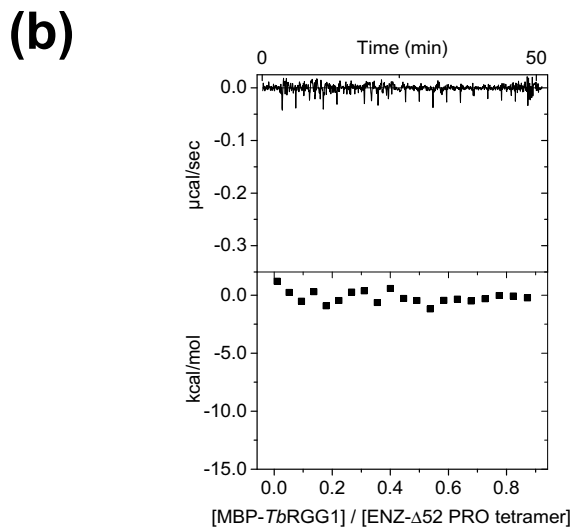 (b)
Time (min)
0 50
0.0
-0.1
-0.2
-0.3
µcal/sec
0.0
-5.0
-10.0
-15.0
kcal/mol
0.0 0.2 0.4 0.6 0.8
[MBP-TbRGG1] / [ENZ-Δ52 PRO tetramer]